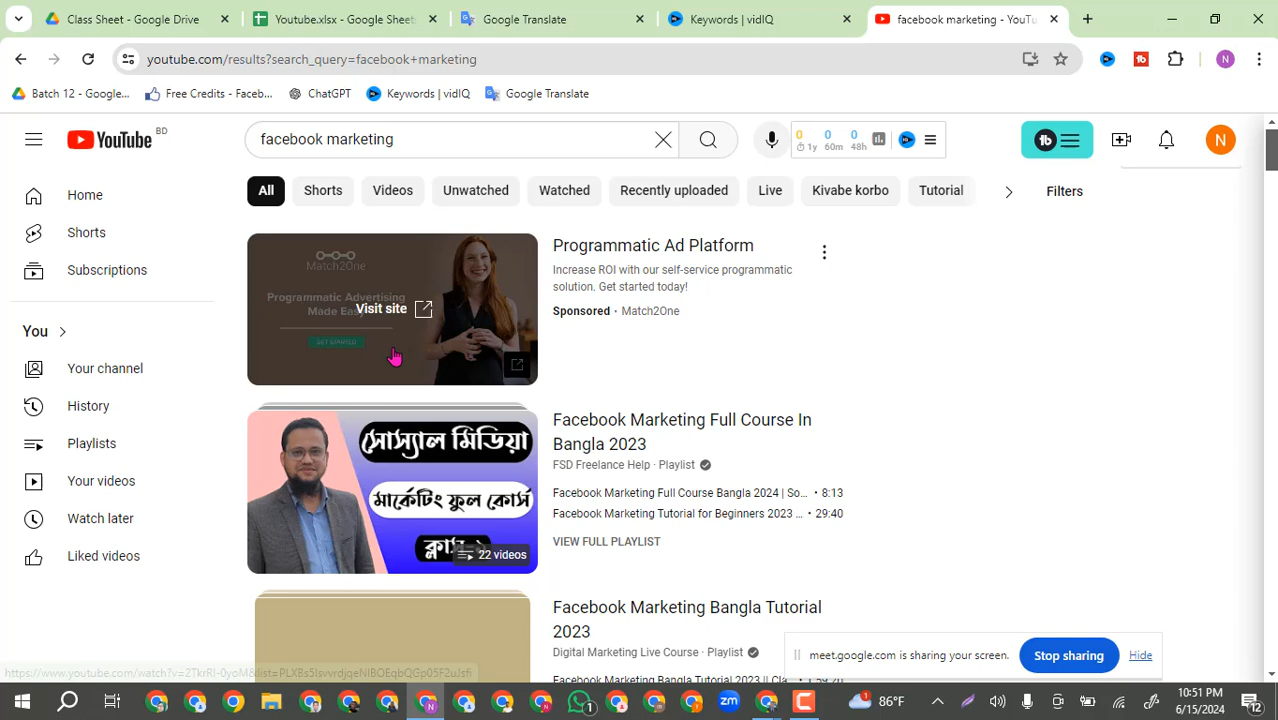 Class Sheet - Google Drive
Youtube.xlsx - Google Sheets
Google Translate
Keywords | vidIQ
facebook marketing - YouTu
youtube.com/results?search_query=facebook+marketing
Batch 12 - Google...
Free Credits - Faceb...
ChatGPT
Keywords | vidIQ
Google Translate
YouTube BD
facebook marketing
0 0 0
1y 60m 48h
tb
N
All
Shorts
Videos
Unwatched
Watched
Recently uploaded
Live
Kivabe korbo
Tutorial
Filters
Home
Shorts
Subscriptions
You
Your channel
History
Playlists
Your videos
Watch later
Liked videos
Match2One
Programmatic Advertising
Made Easy
GET STARTED
Visit site
Programmatic Ad Platform
Increase ROI with our self-service programmatic
solution. Get started today!
Sponsored · Match2One
সোস্যাল মিডিয়া
মার্কেটিং ফুল কোর্স
22 videos
Facebook Marketing Full Course In
Bangla 2023
FSD Freelance Help · Playlist
Facebook Marketing Full Course Bangla 2024 | So... · 8:13
Facebook Marketing Tutorial for Beginners 2023 ... · 29:40
VIEW FULL PLAYLIST
Facebook Marketing Bangla Tutorial
2023
Digital Marketing Live Course · Playlist
meet.google.com is sharing your screen.
Stop sharing
Hide
86°F
10:51 PM
6/15/2024
12